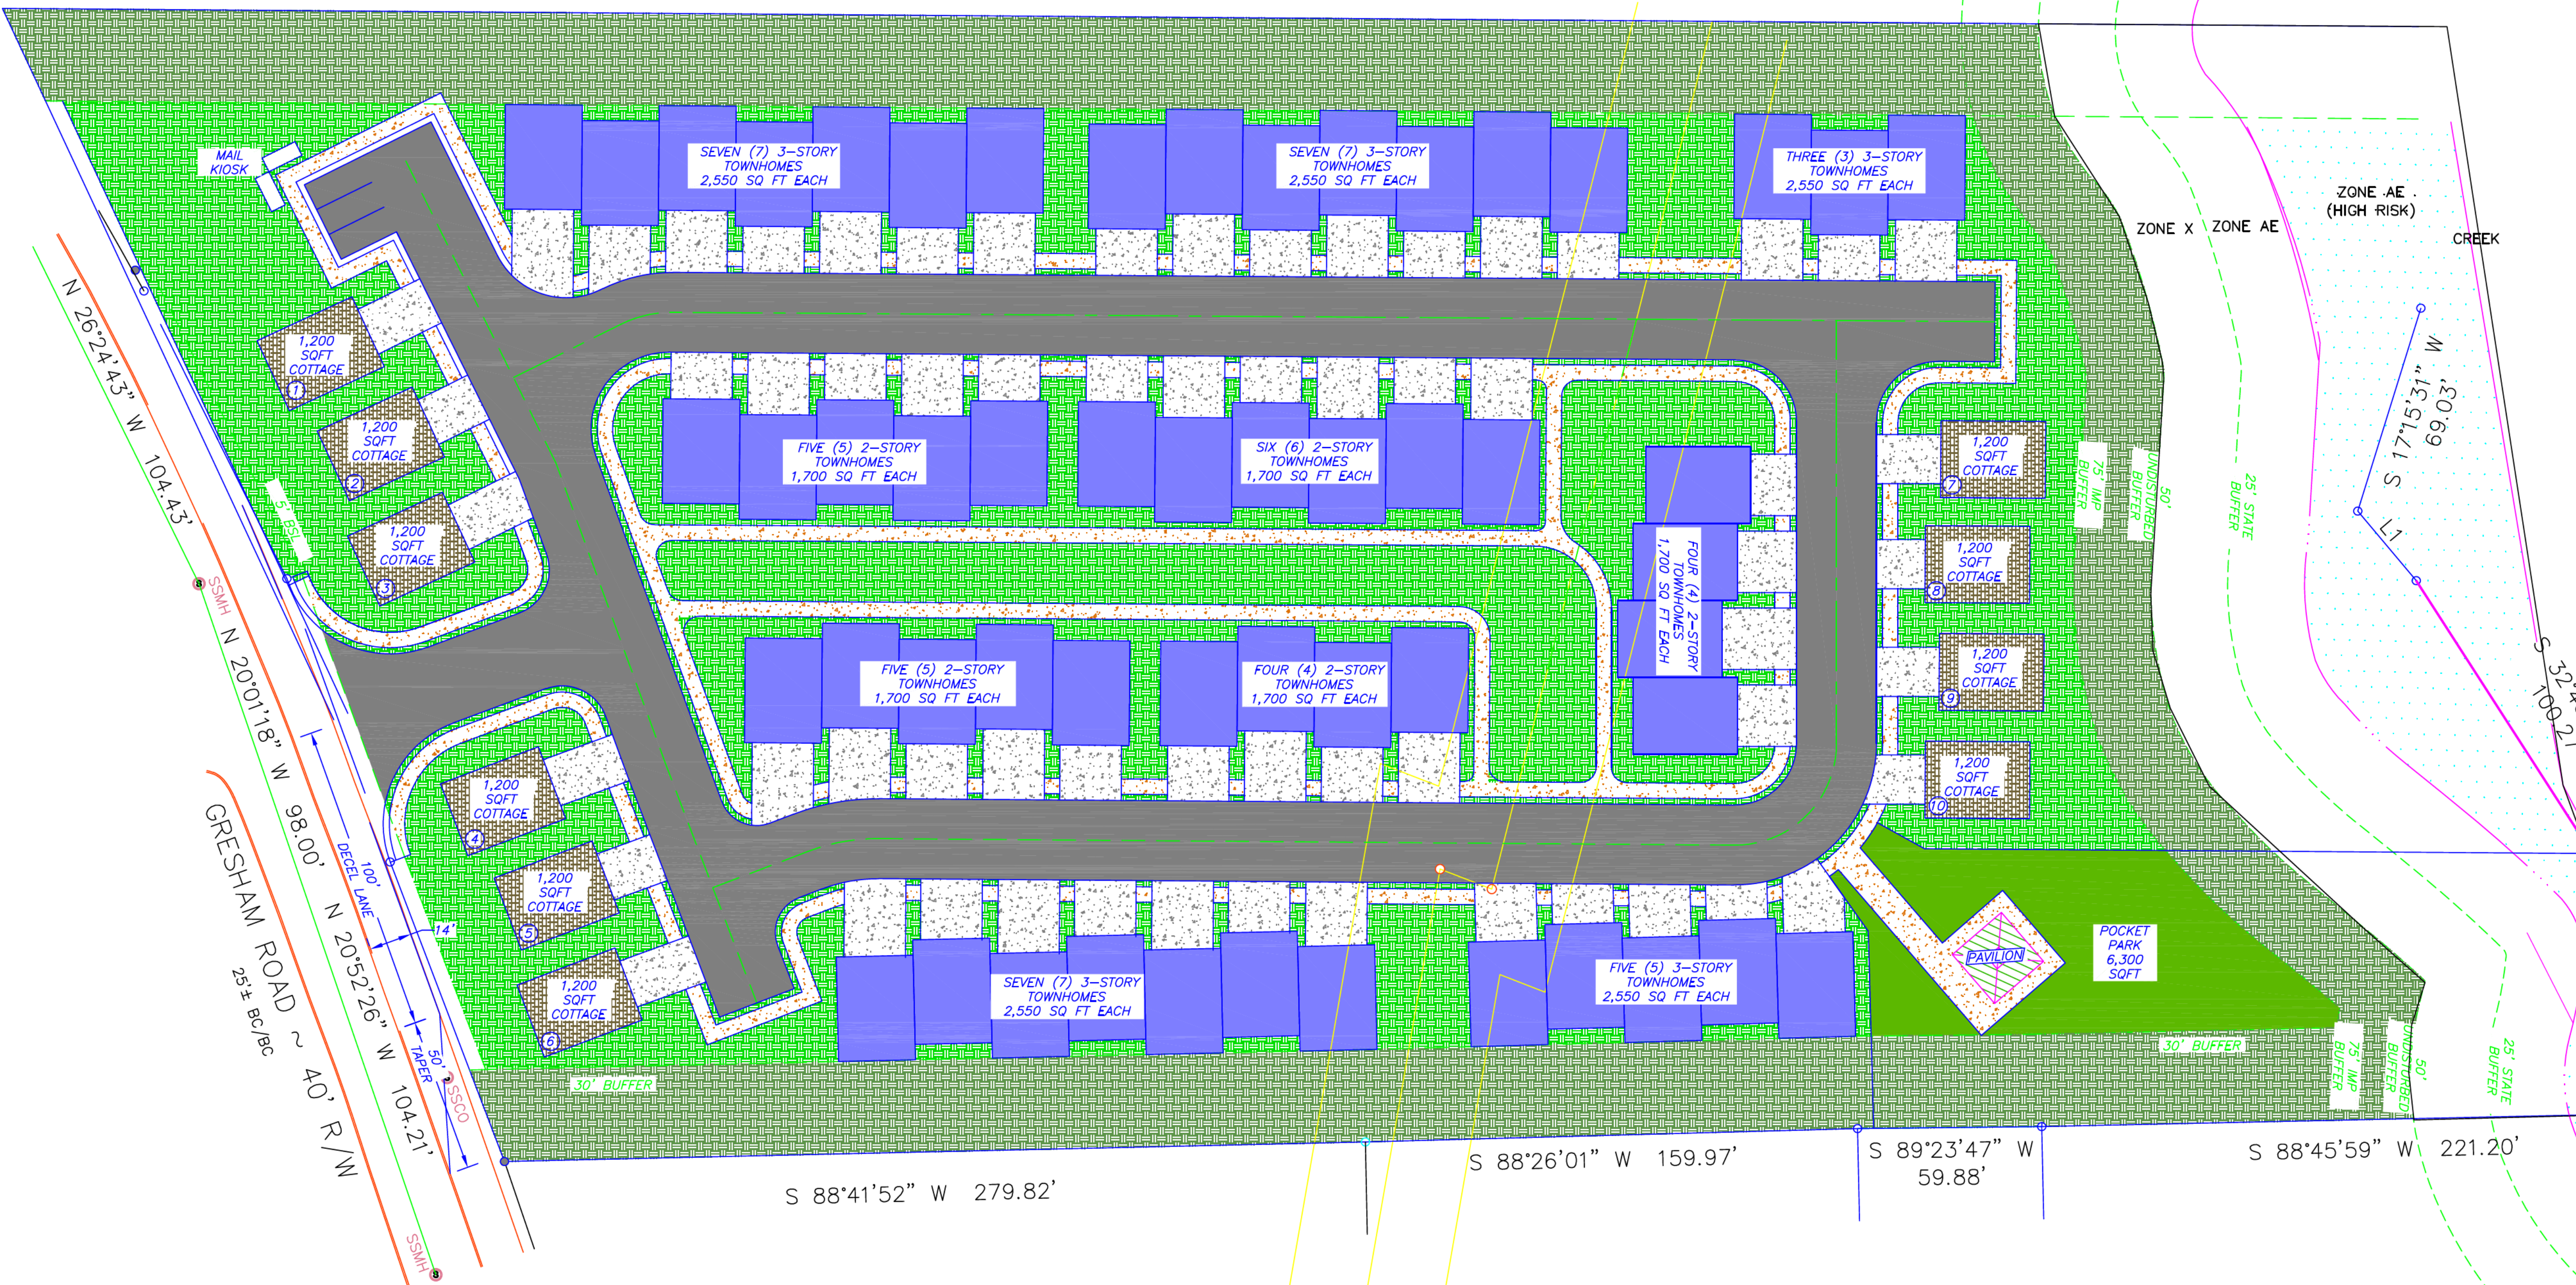 MAIL
KIOSK
SEVEN (7) 3-STORY
TOWNHOMES
2,550 SQ FT EACH
SEVEN (7) 3-STORY
TOWNHOMES
2,550 SQ FT EACH
THREE (3) 3-STORY
TOWNHOMES
2,550 SQ FT EACH
ZONE X
ZONE AE
ZONE AE
(HIGH RISK)
CREEK
N 26°24'43" W 104.43'
1,200
SQFT
COTTAGE
1
1,200
SQFT
COTTAGE
2
1,200
SQFT
COTTAGE
3
5' BSL
FIVE (5) 2-STORY
TOWNHOMES
1,700 SQ FT EACH
SIX (6) 2-STORY
TOWNHOMES
1,700 SQ FT EACH
FOUR (4) 2-STORY
TOWNHOMES
1,700 SQ FT EACH
1,200
SQFT
COTTAGE
7
1,200
SQFT
COTTAGE
8
1,200
SQFT
COTTAGE
9
1,200
SQFT
COTTAGE
10
75' IMP
BUFFER
50'
UNDISTURBED
BUFFER
25' STATE
BUFFER
S 17°15'31" W
69.03'
L1
S 32°4
100.21
SSMH
N 20°01'18" W 98.00'
FIVE (5) 2-STORY
TOWNHOMES
1,700 SQ FT EACH
FOUR (4) 2-STORY
TOWNHOMES
1,700 SQ FT EACH
1,200
SQFT
COTTAGE
4
1,200
SQFT
COTTAGE
5
1,200
SQFT
COTTAGE
6
100'
DECEL LANE
14'
50'
TAPER
GRESHAM ROAD ~ 40' R/W
25'± BC/BC
N 20°52'26" W 104.21'
SSCO
SSMH
SEVEN (7) 3-STORY
TOWNHOMES
2,550 SQ FT EACH
FIVE (5) 3-STORY
TOWNHOMES
2,550 SQ FT EACH
PAVILION
POCKET
PARK
6,300
SQFT
30' BUFFER
30' BUFFER
75' IMP
BUFFER
50'
UNDISTURBED
BUFFER
25' STATE
BUFFER
S 88°41'52" W 279.82'
S 88°26'01" W 159.97'
S 89°23'47" W
59.88'
S 88°45'59" W 221.20'